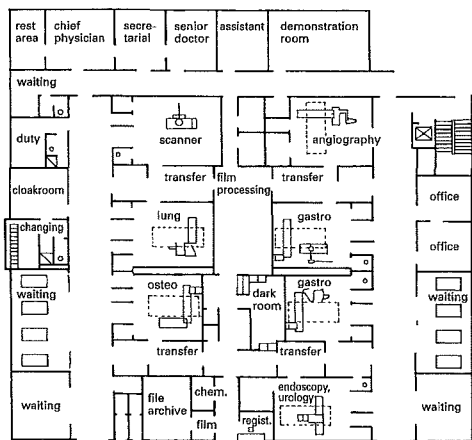 rest area
chief physician
secre-tarial
senior doctor
assistant
demonstration room
waiting
duty
scanner
angiography
transfer
film processing
transfer
cloakroom
office
changing
lung
gastro
office
waiting
osteo
dark room
gastro
waiting
transfer
transfer
waiting
file archive
chem.
film
regist.
endoscopy, urology
waiting